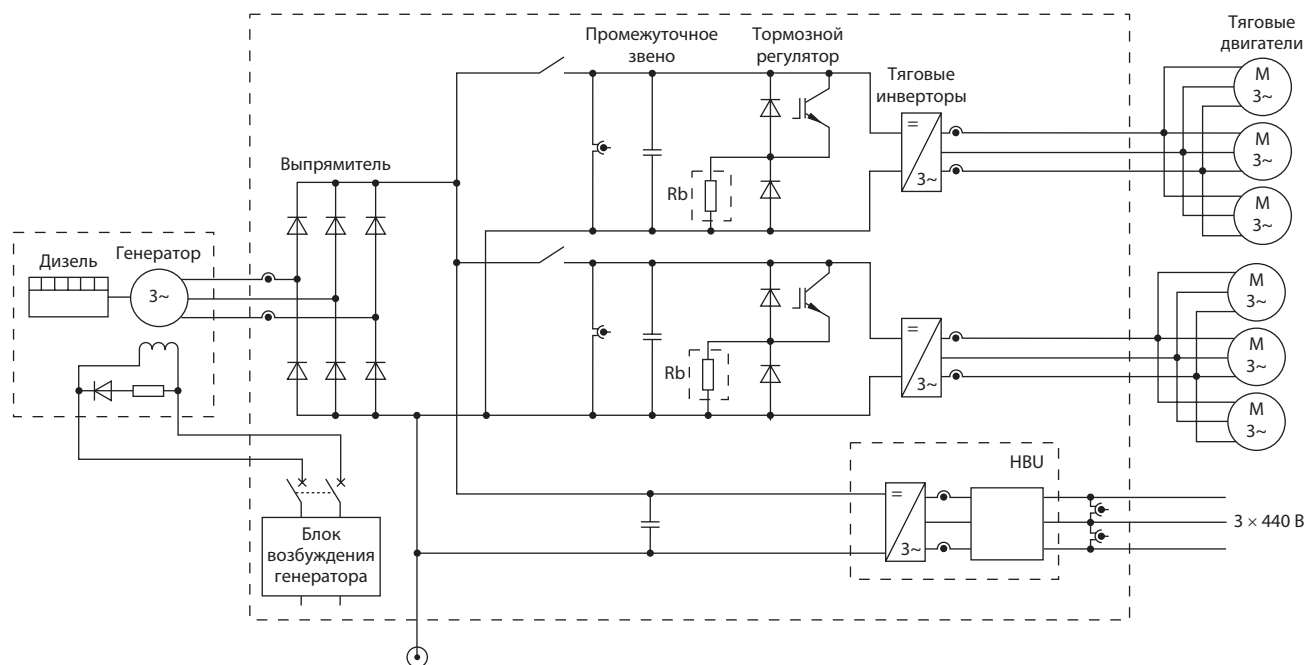 Промежуточное
звено
Тормозной
регулятор
Тяговые
двигатели
Тяговые
инверторы
M
3~
M
3~
M
3~
=
3~
Rb
Выпрямитель
Дизель
Генератор
3~
M
3~
M
3~
M
3~
=
3~
Rb
HBU
=
3~
3 × 440 В
Блок
возбуждения
генератора